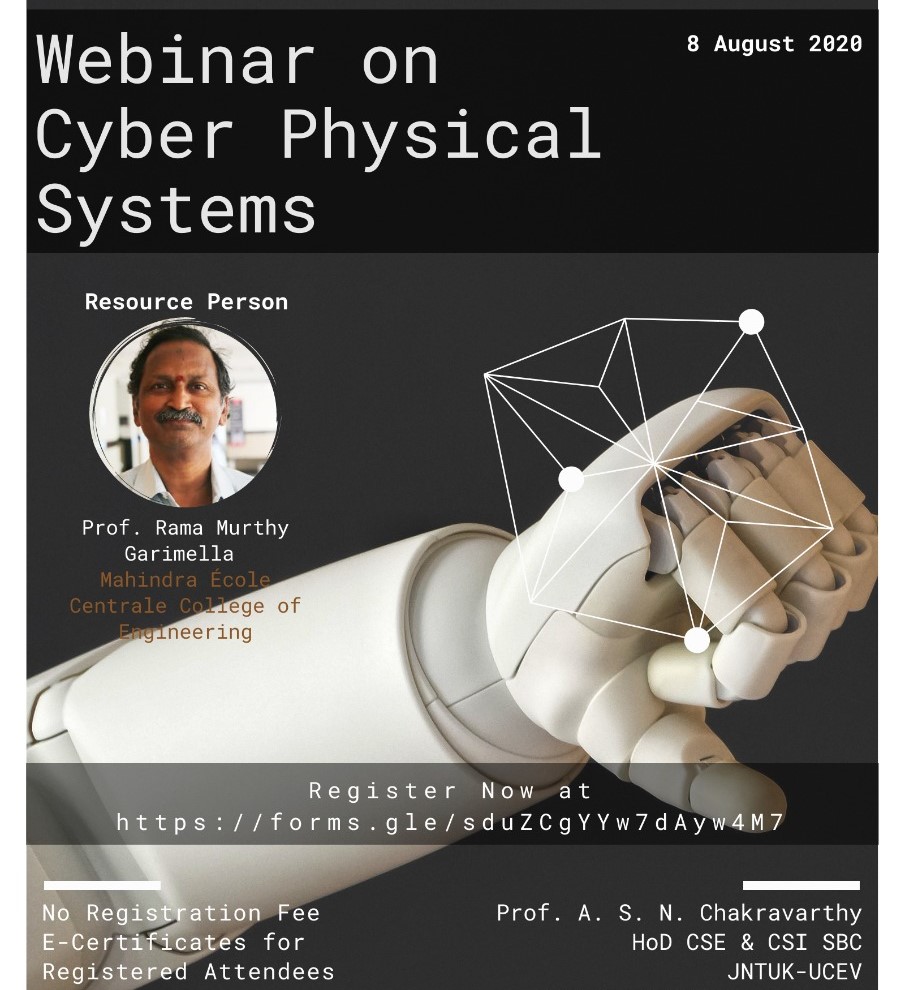 Webinar on
Cyber Physical
Systems
8 August 2020
Resource Person
Prof. Rama Murthy
Garimella
Mahindra École
Centrale College of
Engineering
Register Now at
https://forms.gle/sduZCgYYw7dAyw4M7
No Registration Fee
E-Certificates for
Registered Attendees
Prof. A. S. N. Chakravarthy
HoD CSE & CSI SBC
JNTUK-UCEV